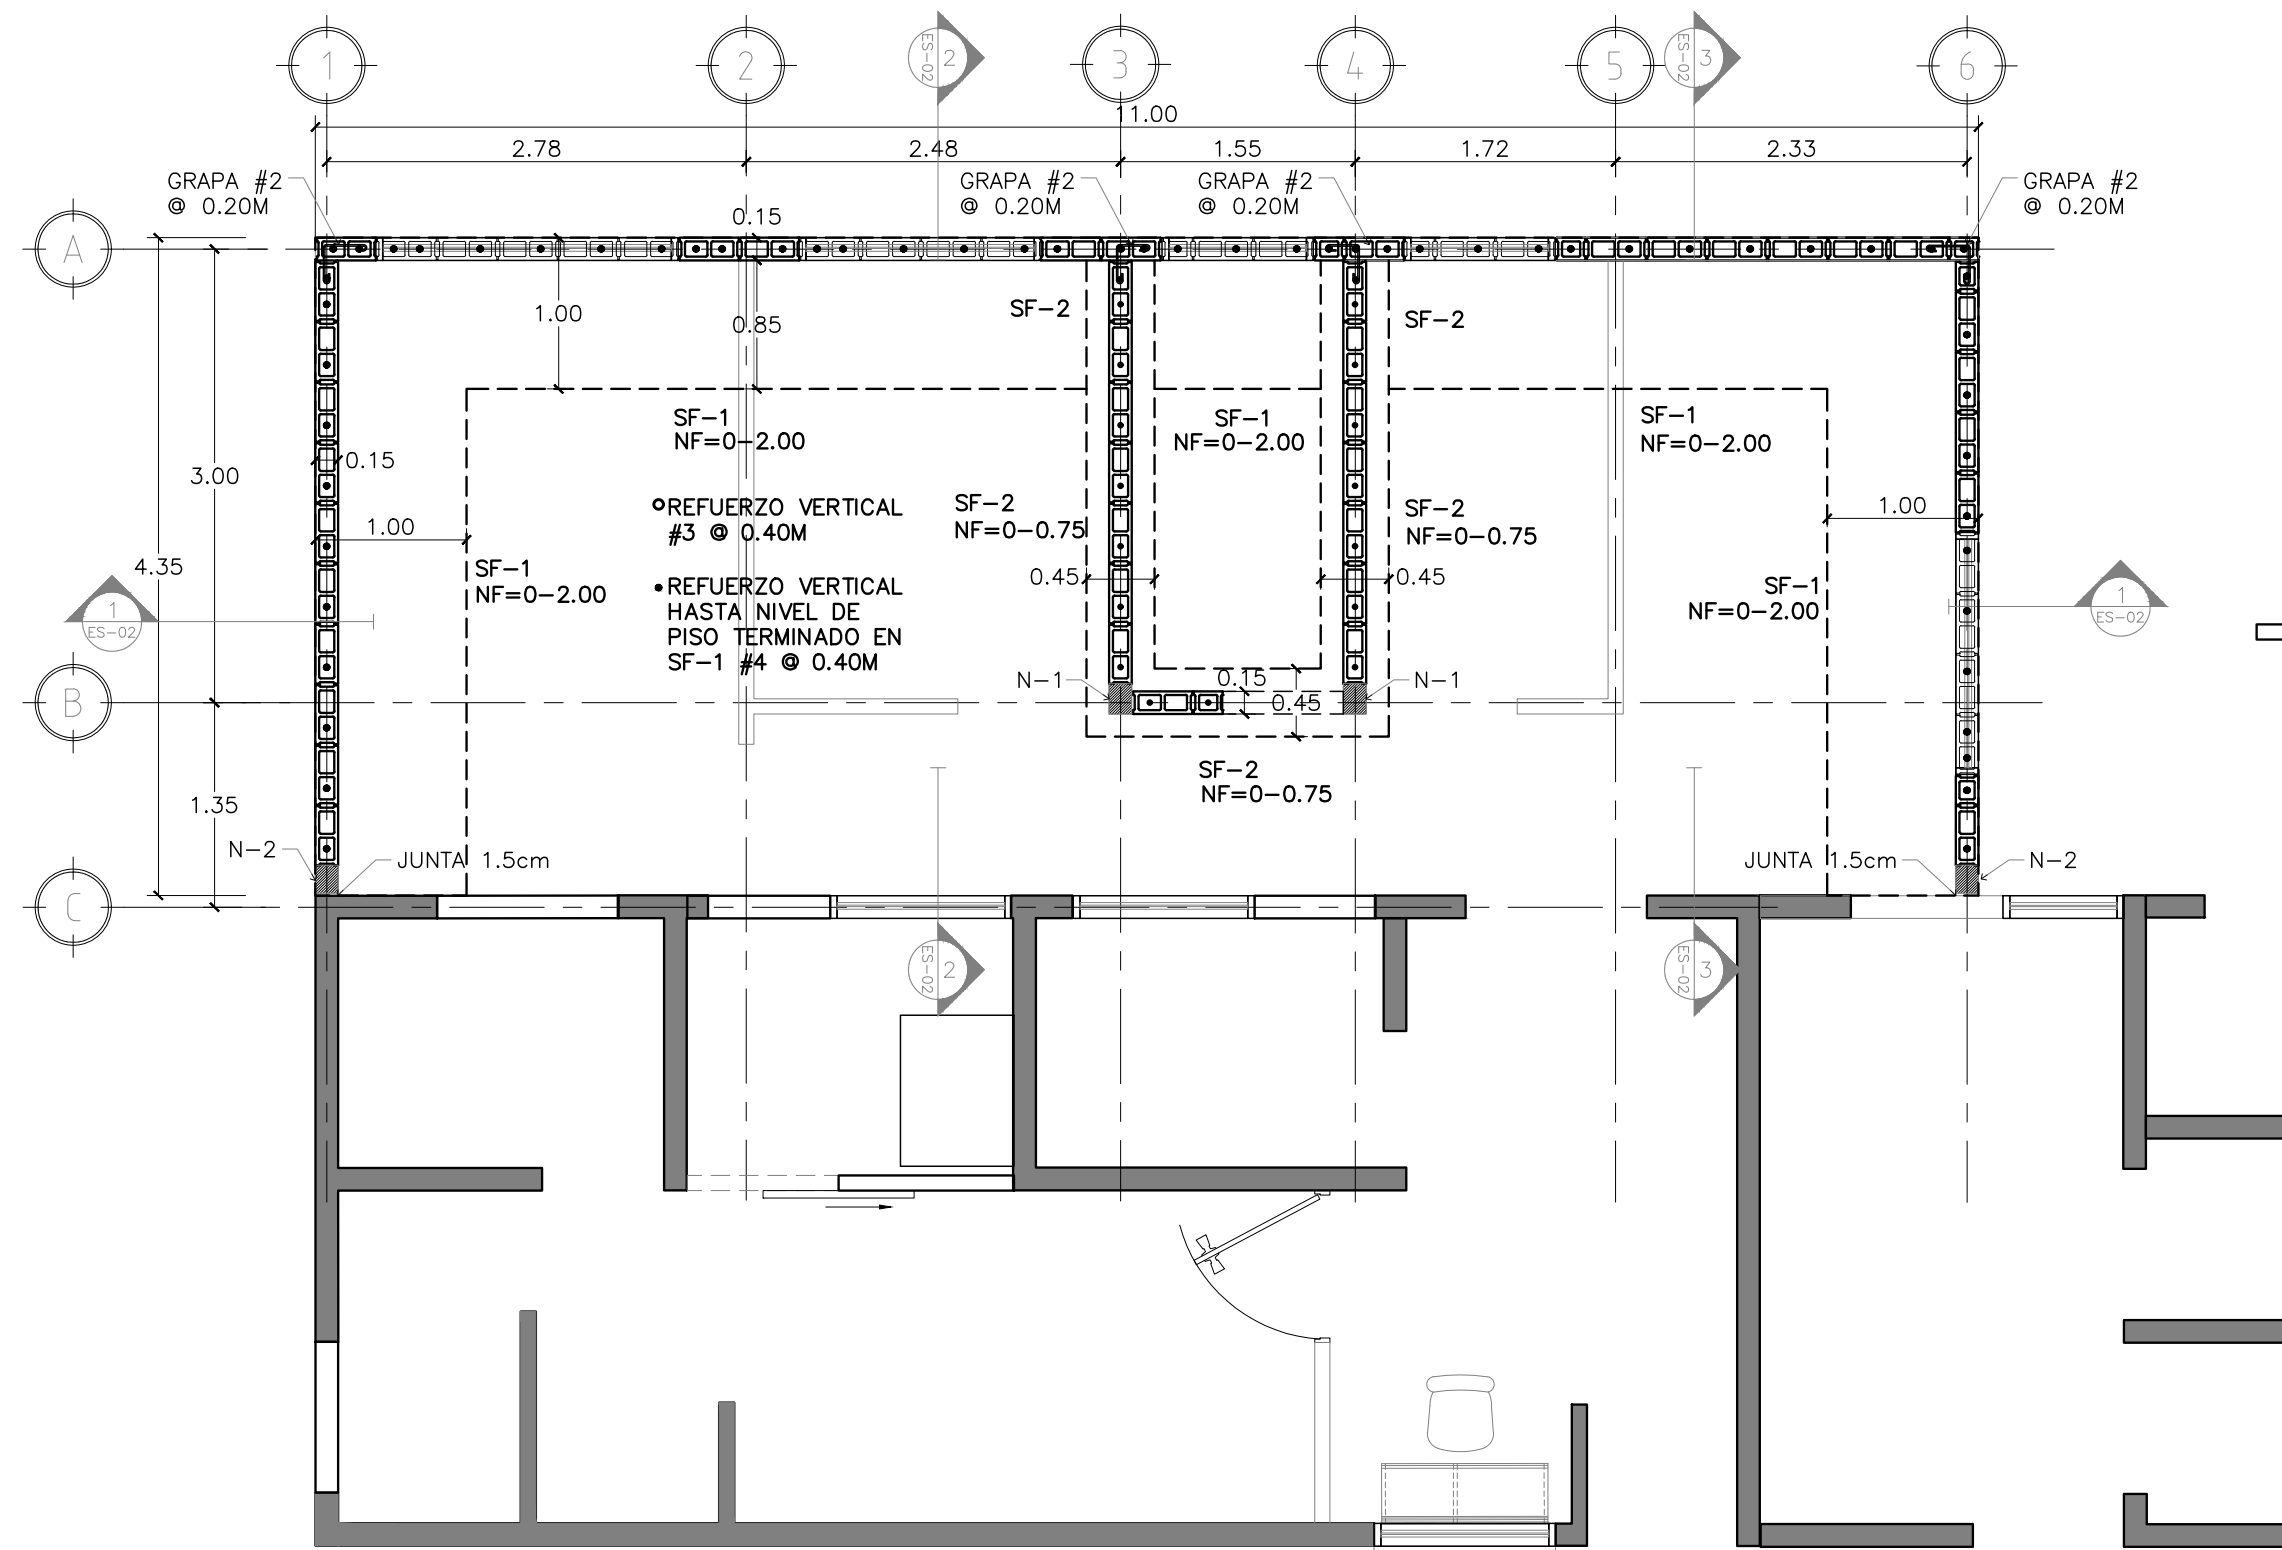 1
2
ES-02
2
3
4
5
ES-02
3
6
11.00
2.78
2.48
1.55
1.72
2.33
GRAPA #2
@ 0.20M
GRAPA #2
@ 0.20M
GRAPA #2
@ 0.20M
GRAPA #2
@ 0.20M
A
0.15
1.00
0.85
SF-2
SF-2
SF-1
NF=0-2.00
SF-1
NF=0-2.00
SF-1
NF=0-2.00
3.00
0.15
1.00
REFUERZO VERTICAL
#3 @ 0.40M
SF-2
NF=0-0.75
SF-2
NF=0-0.75
1.00
4.35
SF-1
NF=0-2.00
REFUERZO VERTICAL
HASTA NIVEL DE
PISO TERMINADO EN
SF-1 #4 @ 0.40M
0.45
0.45
SF-1
NF=0-2.00
1
ES-02
1
ES-02
B
N-1
0.15
0.45
N-1
SF-2
NF=0-0.75
1.35
N-2
JUNTA 1.5cm
JUNTA 1.5cm
N-2
C
ES-02
2
ES-02
3